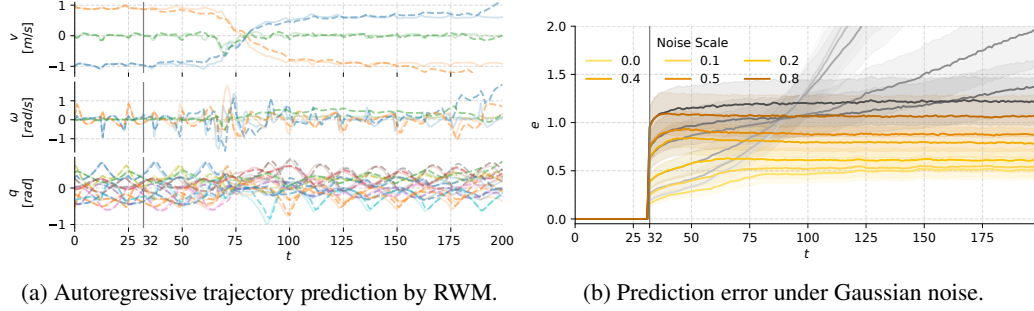 1
0
−1
v
[m/s]
1
0
−1
ω
[rad/s]
0
−1
q
[rad]
0 25 32 50 75 100 125 150 175 200
t
(a) Autoregressive trajectory prediction by RWM.
2.0
1.5
1.0
0.5
0.0
e
Noise Scale
0.0 0.1 0.2
0.4 0.5 0.8
0 25 32 50 75 100 125 150 175
t
(b) Prediction error under Gaussian noise.